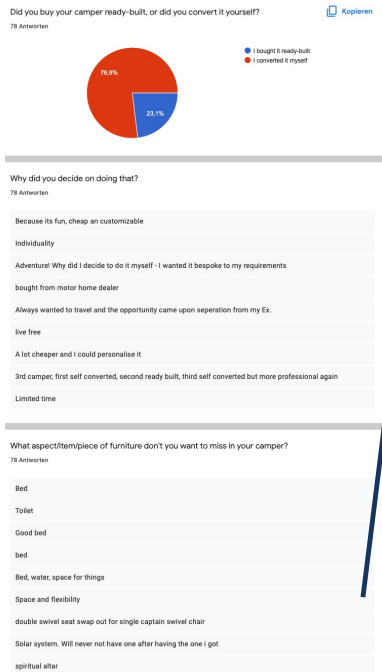 Did you buy your camper ready-built, or did you convert it yourself?
Kopieren
78 Antworten
I bought it ready-built
I converted it myself
76,9%
23,1%
Why did you decide on doing that?
78 Antworten
Because its fun, cheap an customizable
Individuality
Adventure! Why did I decide to do it myself - I wanted it bespoke to my requirements
bought from motor home dealer
Always wanted to travel and the opportunity came upon seperation from my Ex.
live free
A lot cheaper and I could personalise it
3rd camper, first self converted, second ready built, third self converted but more professional again
Limited time
What aspect/item/piece of furniture don't you want to miss in your camper?
78 Antworten
Bed
Toilet
Good bed
bed
Bed, water, space for things
Space and flexibility
double swivel seat swap out for single captain swivel chair
Solar system. Will never not have one after having the one i got
spiritual altar